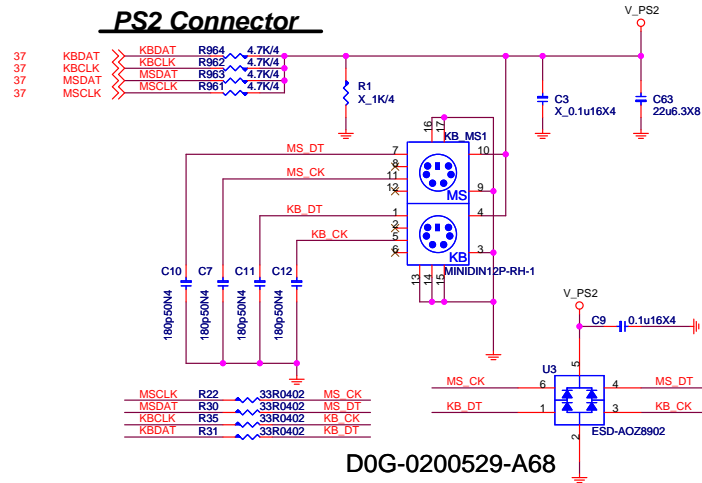 PS2 Connector
V_PS2
37 KBDAT KBDAT R964 4.7K/4
37 KBCLK KBCLK R962 4.7K/4
37 MSDAT MSDAT R963 4.7K/4
37 MSCLK MSCLK R961 4.7K/4
R1
X_1K/4
C3
X_0.1u16X4
C63
22u6.3X8
16
17
KB_MS1
MS_DT 7 10
8
MS_CK 11
12 9
MS
KB_DT 1 4
2
KB_CK 5
6 3
KB
13
14
15
MINIDIN12P-RH-1
C10 C7 C11 C12
180p50N4
180p50N4
180p50N4
180p50N4
V_PS2
C9 0.1u16X4
U3
5
MS_CK 6 4 MS_DT
KB_DT 1 3 KB_CK
2
ESD-AOZ8902
MSCLK R22 33R0402 MS_CK
MSDAT R30 33R0402 MS_DT
KBCLK R35 33R0402 KB_CK
KBDAT R31 33R0402 KB_DT
D0G-0200529-A68